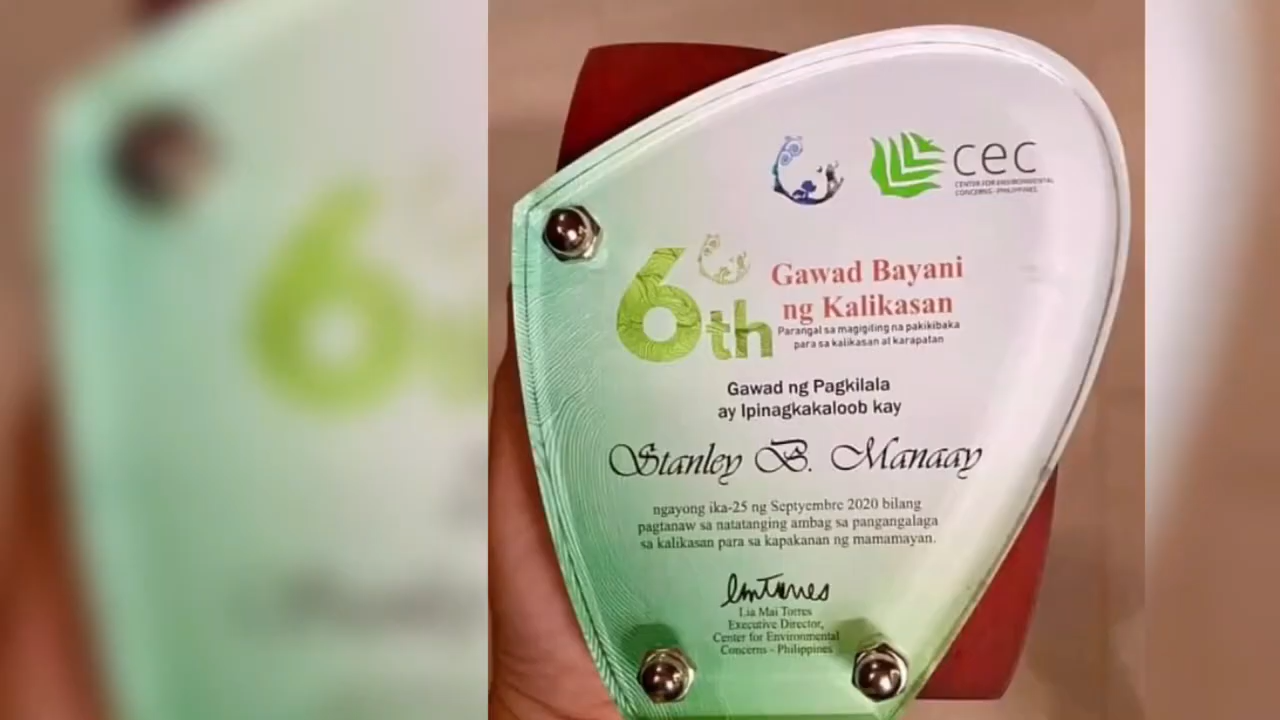 cec
CENTER FOR ENVIRONMENTAL
CONCERNS - PHILIPPINES
6th
Gawad Bayani
ng Kalikasan
Parangal sa magigiting na pakikibaka
para sa kalikasan at karapatan
Gawad ng Pagkilala
ay Ipinagkakaloob kay
Stanley B. Manaay
ngayong ika-25 ng Septyembre 2020 bilang
pagtanaw sa natatanging ambag sa pangangalaga
sa kalikasan para sa kapakanan ng mamamayan.
Lia Mai Torres
Executive Director,
Center for Environmental
Concerns - Philippines